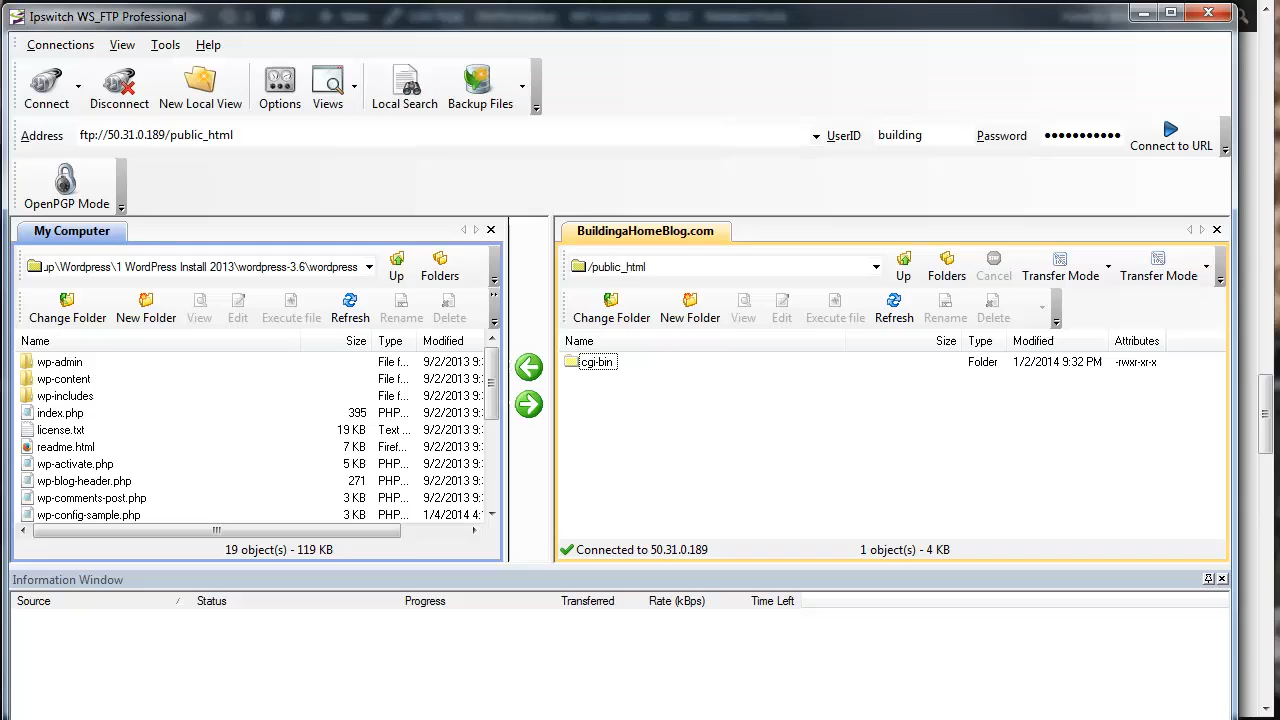 Ipswitch WS_FTP Professional
Connections View Tools Help
Connect Disconnect New Local View Options Views Local Search Backup Files
Address ftp://50.31.0.189/public_html UserID building Password ●●●●●●●●●●● Connect to URL
OpenPGP Mode
My Computer
up\Wordpress\1 WordPress Install 2013\wordpress-3.6\wordpress Up Folders
Change Folder New Folder View Edit Execute file Refresh Rename Delete
Name Size Type Modified
wp-admin File f... 9/2/2013 9:
wp-content File f... 9/2/2013 9:
wp-includes File f... 9/2/2013 9:
index.php 395 PHP... 9/2/2013 9:
license.txt 19 KB Text ... 9/2/2013 9:
readme.html 7 KB Firef... 9/2/2013 9:
wp-activate.php 5 KB PHP... 9/2/2013 9:
wp-blog-header.php 271 PHP... 9/2/2013 9:
wp-comments-post.php 3 KB PHP... 9/2/2013 9:
wp-config-sample.php 3 KB PHP... 1/4/2014 4:
19 object(s) - 119 KB
BuildingaHomeBlog.com
/public_html Up Folders Cancel Transfer Mode Transfer Mode
Change Folder New Folder View Edit Execute file Refresh Rename Delete
Name Size Type Modified Attributes
cgi-bin Folder 1/2/2014 9:32 PM -rwxr-xr-x
Connected to 50.31.0.189 1 object(s) - 4 KB
Information Window
Source Status Progress Transferred Rate (kBps) Time Left